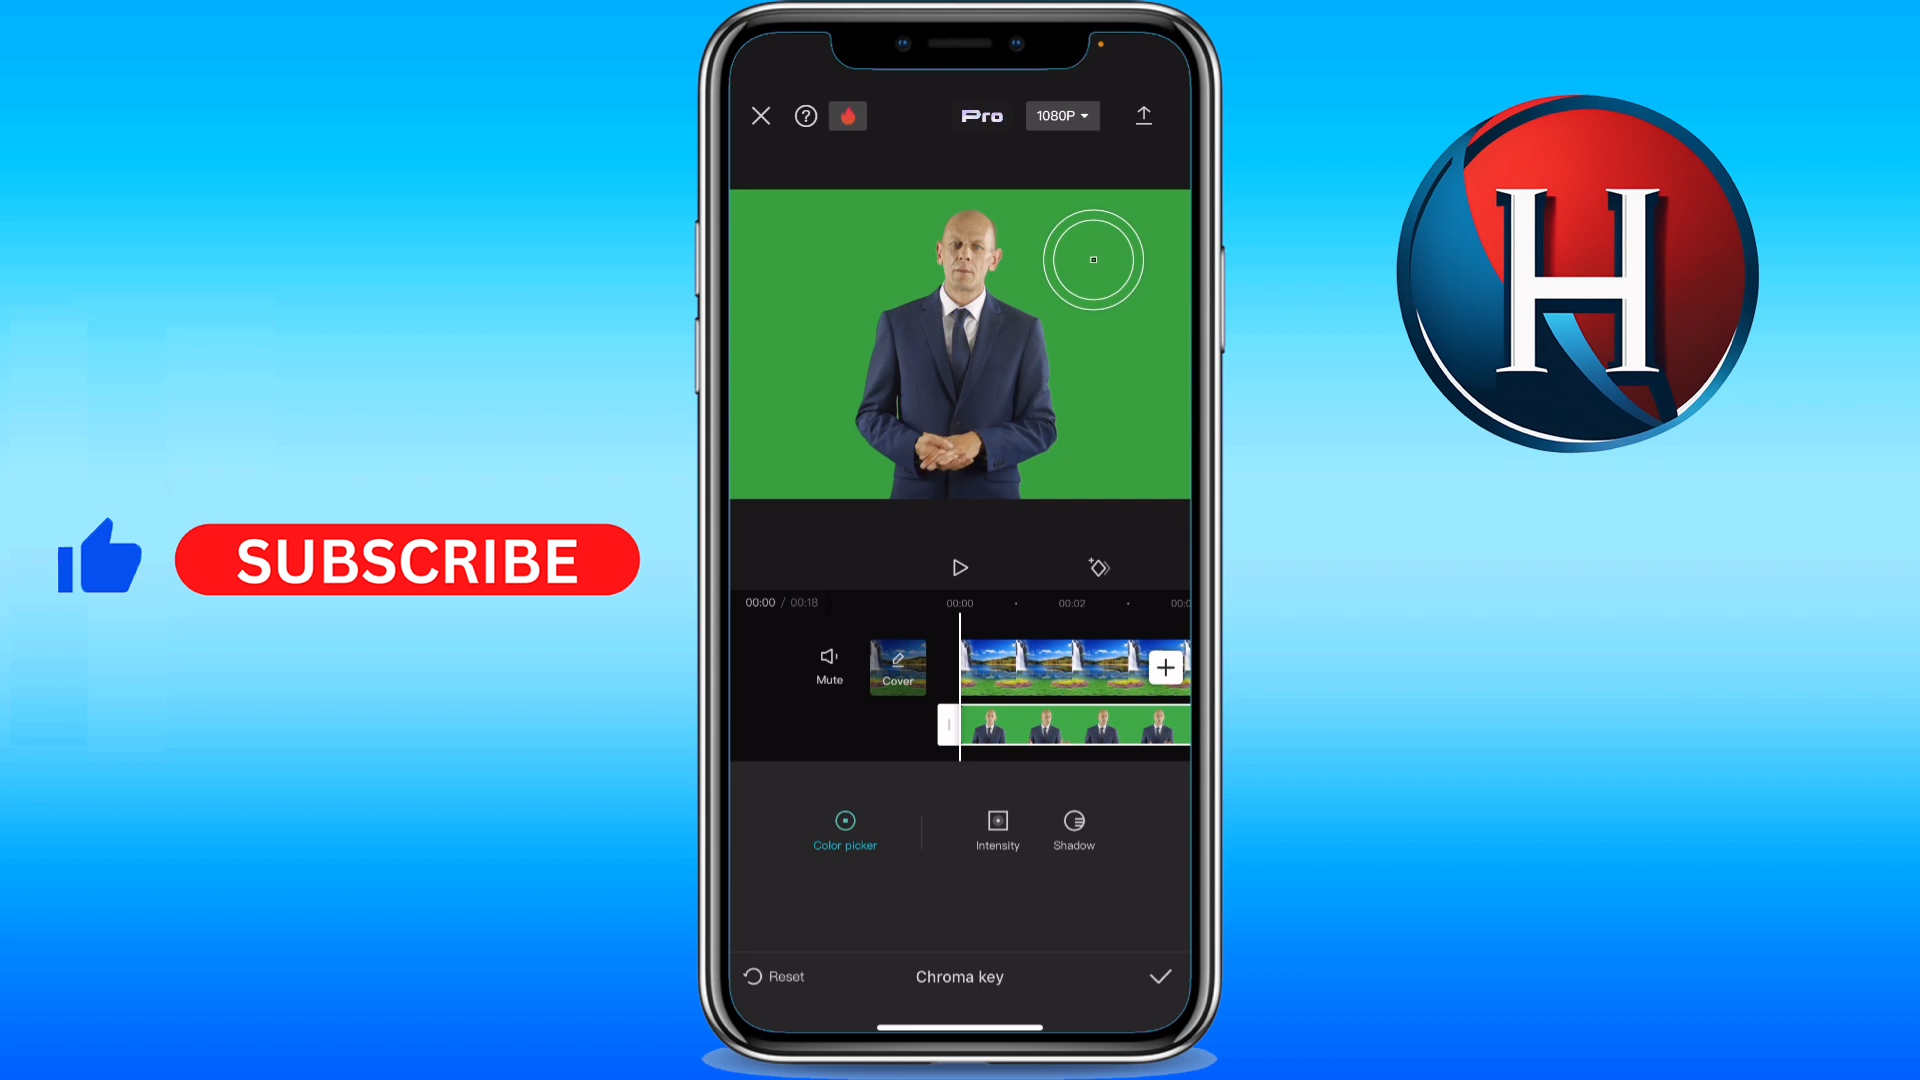 Pro
1080P
H
SUBSCRIBE
00:00 / 00:18
00:00
00:02
Mute
Cover
Color picker
Intensity
Shadow
Reset
Chroma key